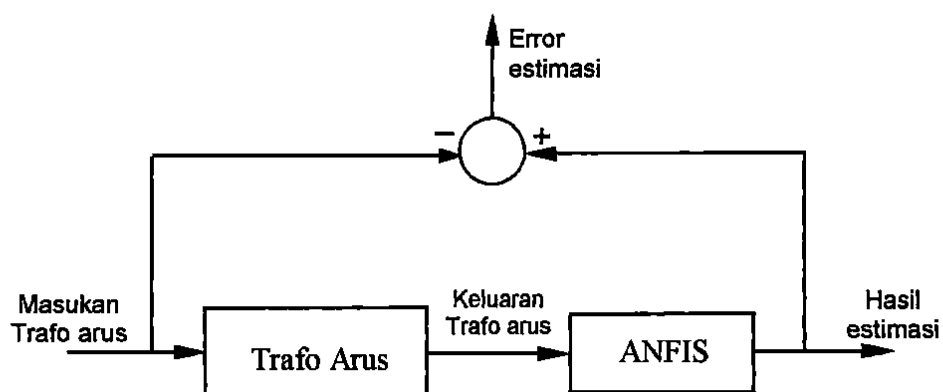 Error
estimasi
−
+
Masukan
Trafo arus
Keluaran
Trafo arus
Hasil
estimasi
Trafo Arus
ANFIS